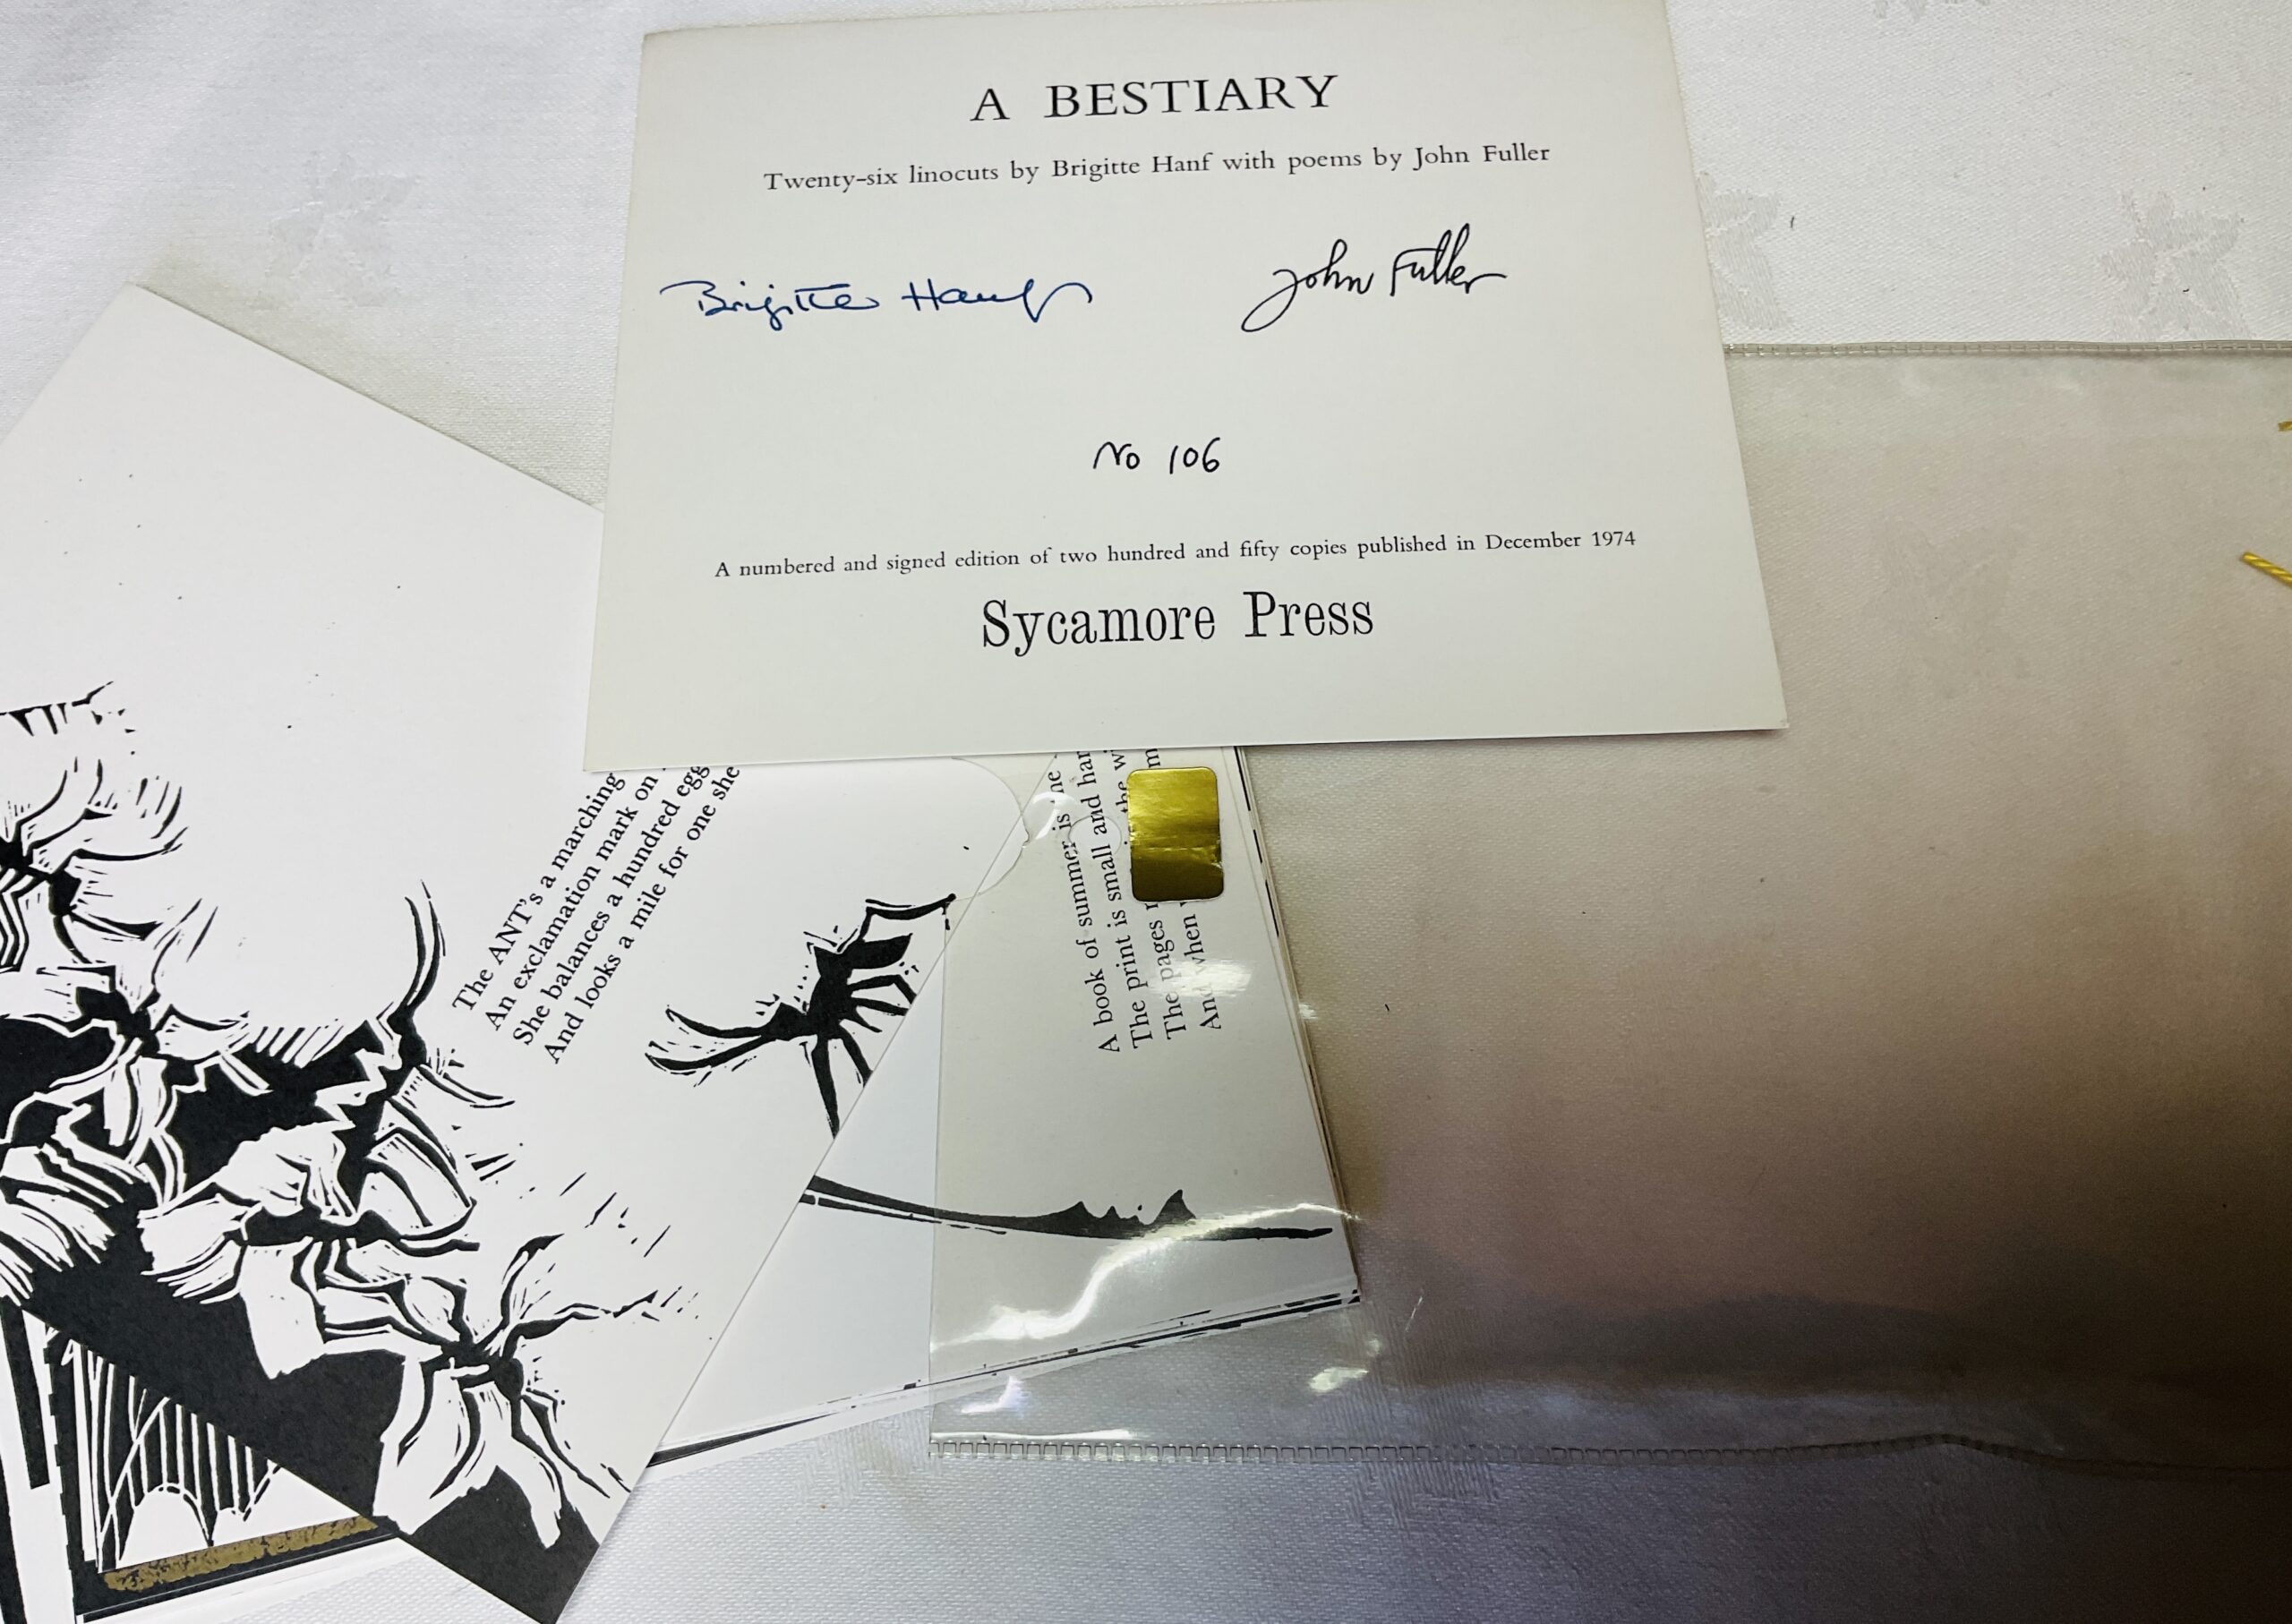 A BESTIARY
Twenty-six linocuts by Brigitte Hanf with poems by John Fuller
Brigitte Hanf John Fuller
No 106
A numbered and signed edition of two hundred and fifty copies published in December 1974
Sycamore Press
The ANT's a marching
An exclamation mark on
She balances a hundred egg
And looks a mile for one she
A book of summer is
The print is small and har
The pages the w
And when